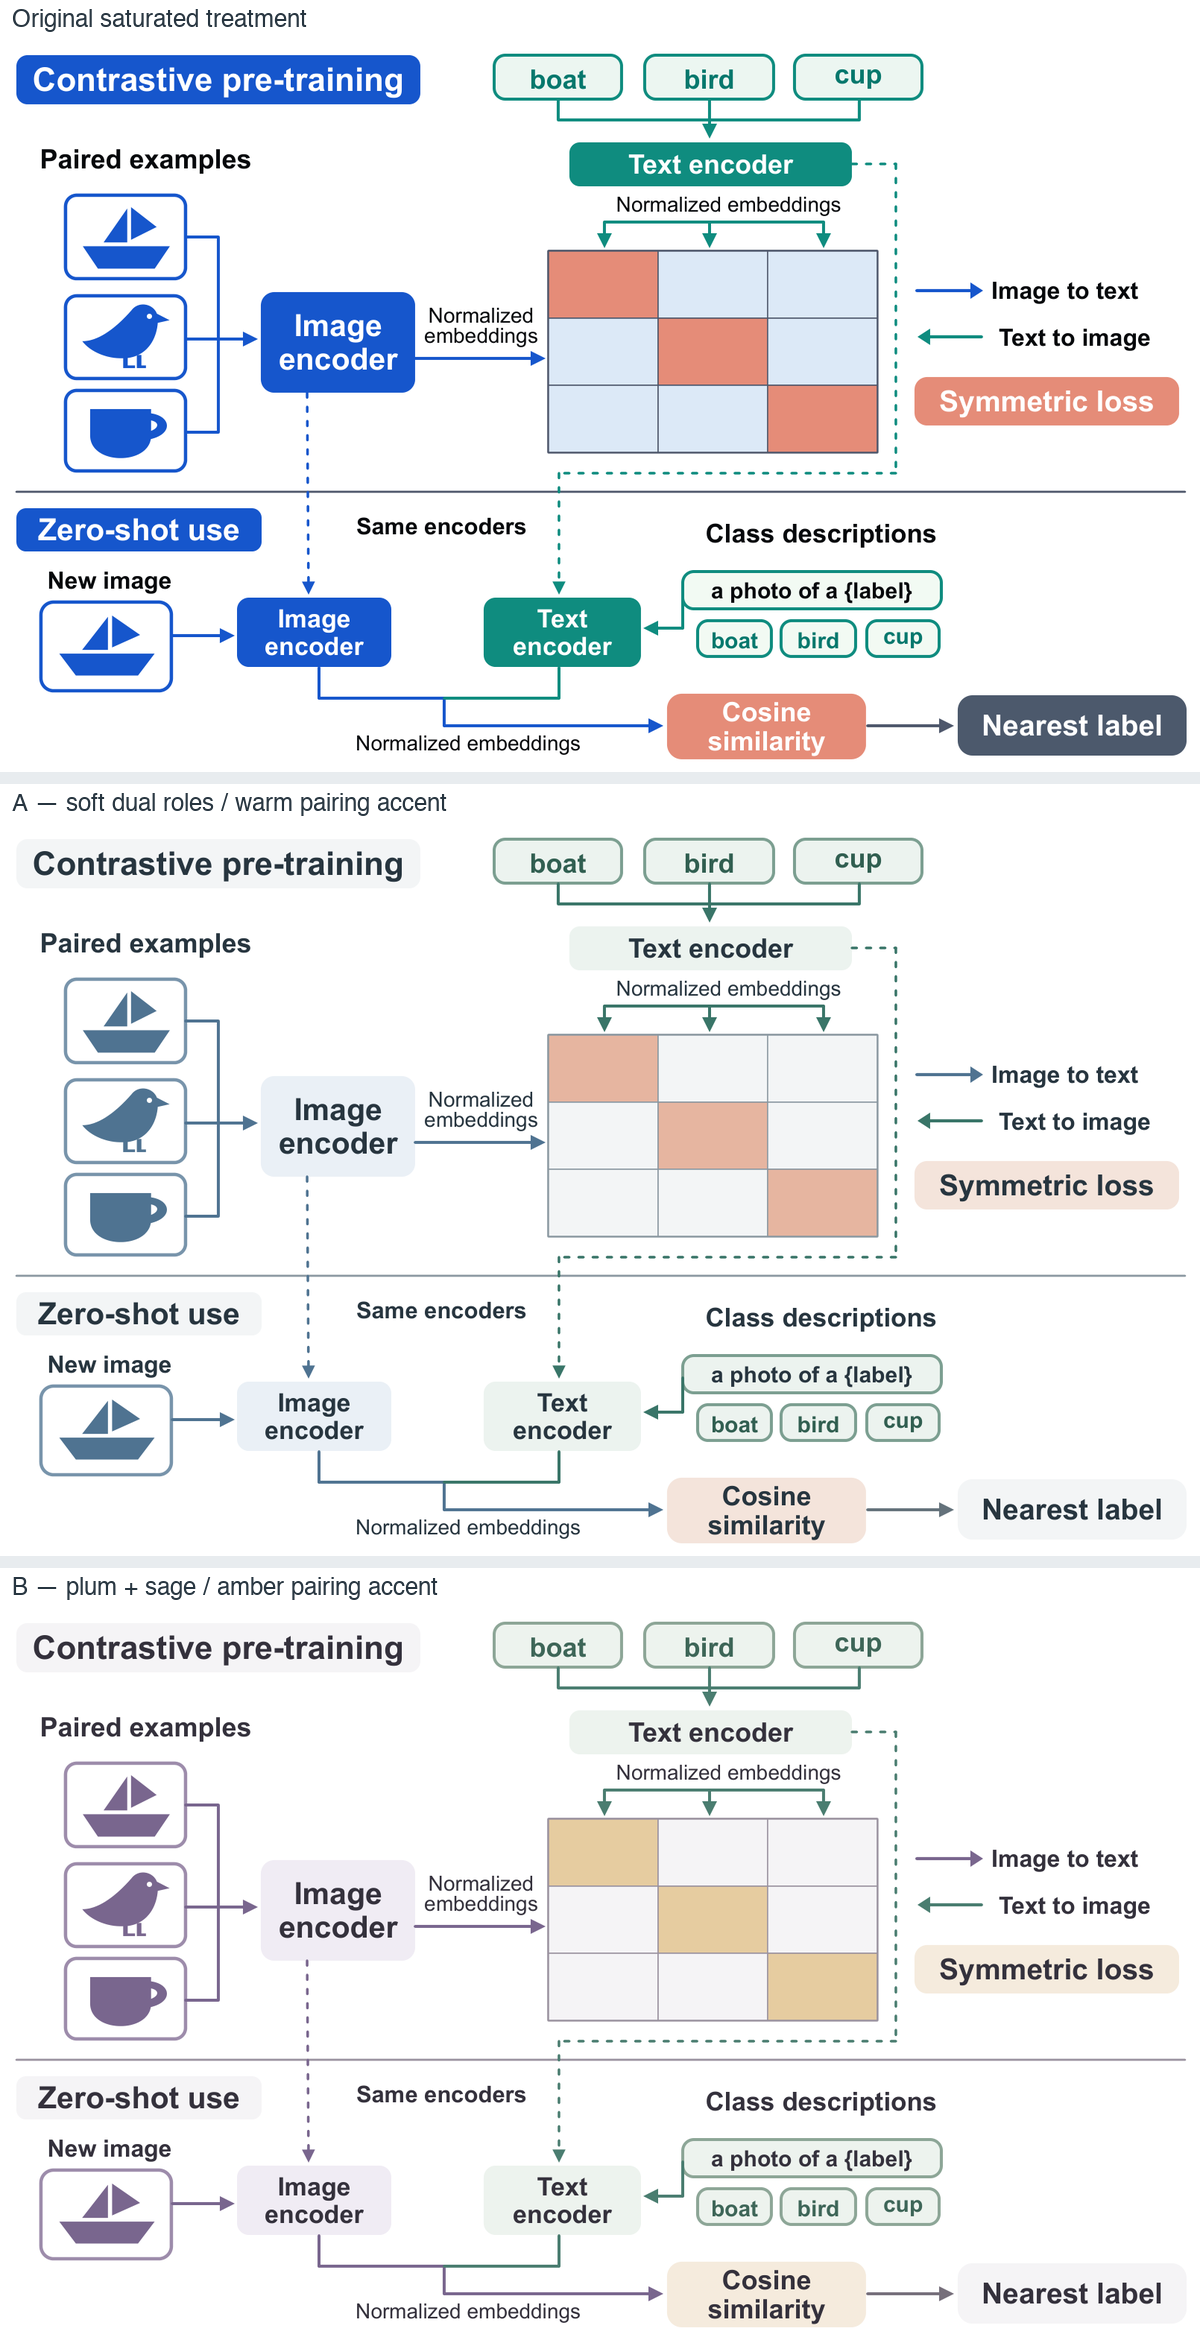 Original saturated treatment
Contrastive pre-training
boat
bird
cup
Paired examples
Text encoder
Normalized embeddings
Image
encoder
Normalized
embeddings
Image to text
Text to image
Symmetric loss
Zero-shot use
Same encoders
Class descriptions
New image
Image
encoder
Text
encoder
a photo of a {label}
boat
bird
cup
Normalized embeddings
Cosine
similarity
Nearest label
A — soft dual roles / warm pairing accent
Contrastive pre-training
boat
bird
cup
Paired examples
Text encoder
Normalized embeddings
Image
encoder
Normalized
embeddings
Image to text
Text to image
Symmetric loss
Zero-shot use
Same encoders
Class descriptions
New image
Image
encoder
Text
encoder
a photo of a {label}
boat
bird
cup
Normalized embeddings
Cosine
similarity
Nearest label
B — plum + sage / amber pairing accent
Contrastive pre-training
boat
bird
cup
Paired examples
Text encoder
Normalized embeddings
Image
encoder
Normalized
embeddings
Image to text
Text to image
Symmetric loss
Zero-shot use
Same encoders
Class descriptions
New image
Image
encoder
Text
encoder
a photo of a {label}
boat
bird
cup
Normalized embeddings
Cosine
similarity
Nearest label